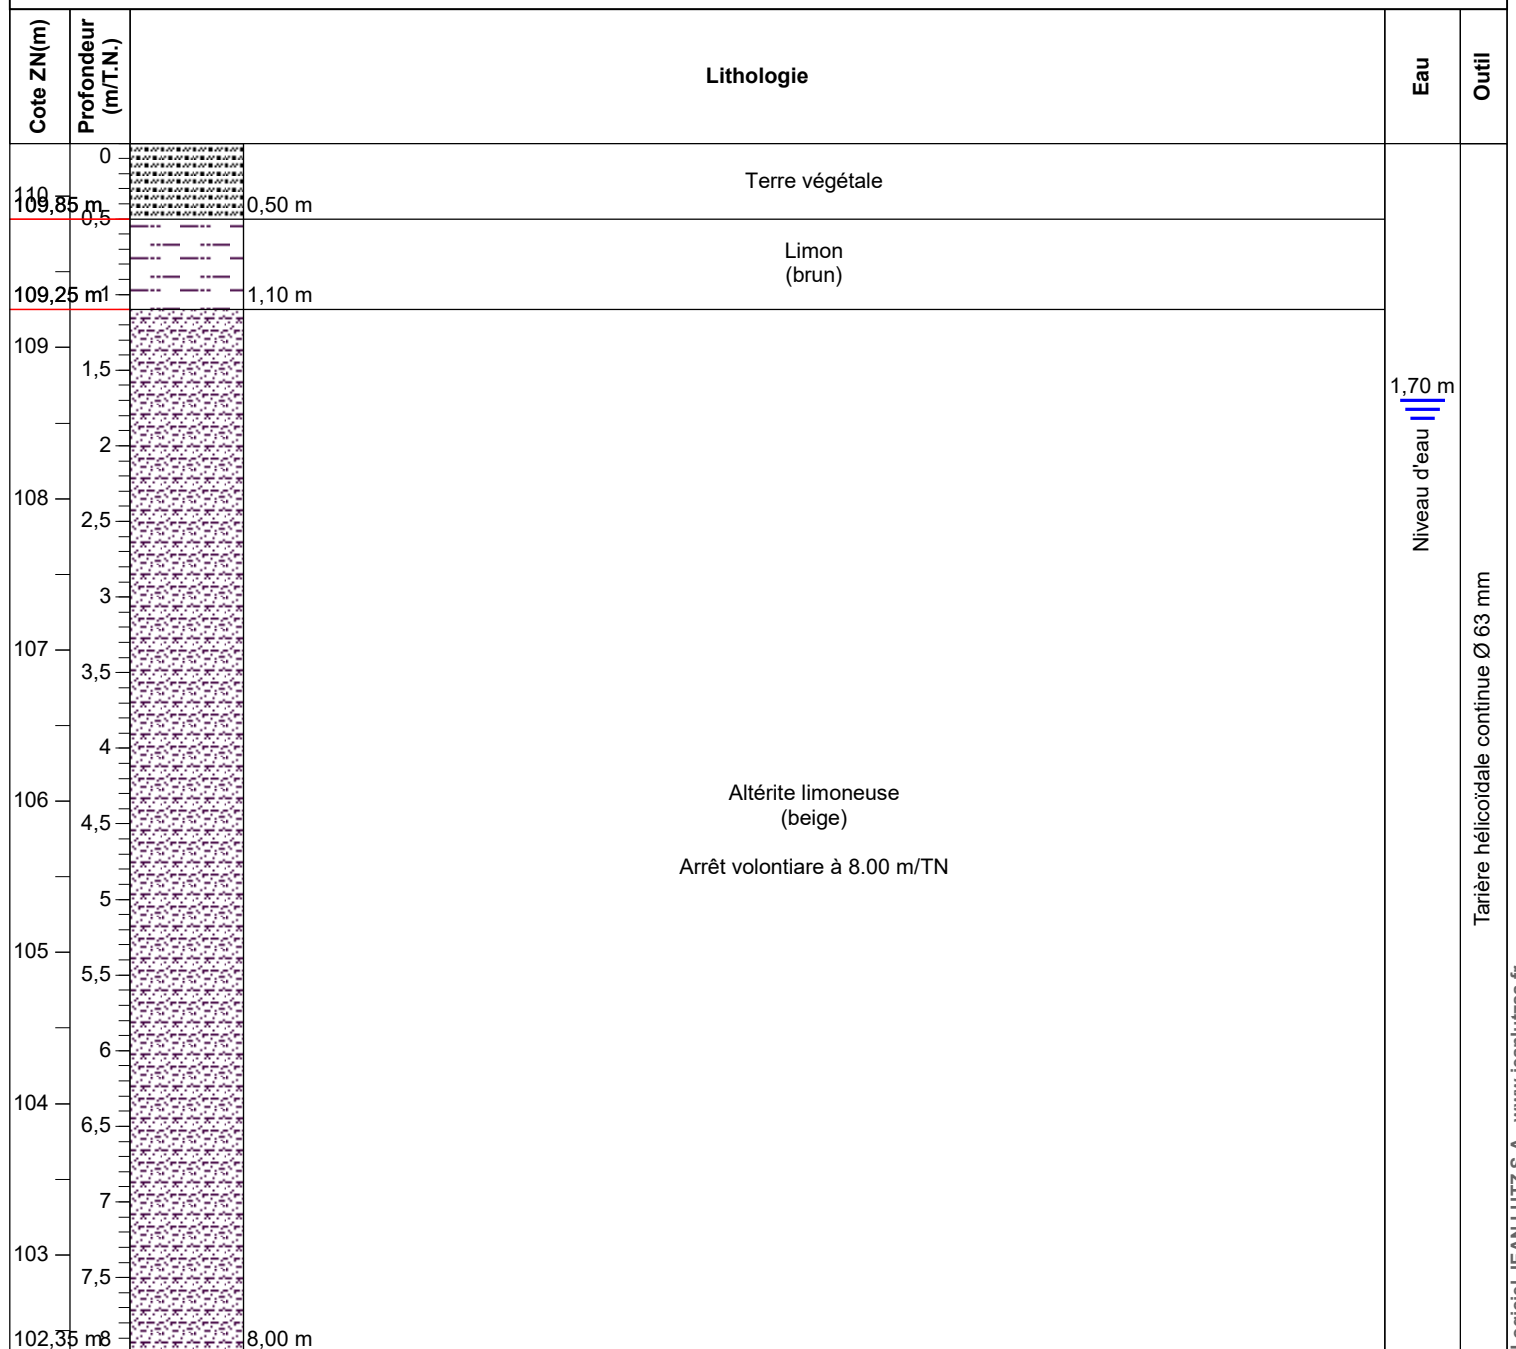 Cote ZN(m)
Profondeur
(m/T.N.)
Lithologie
Eau
Outil
0
Terre végétale
110
109,85 m
0,50 m
0,5
Limon
(brun)
109,25 m
1
1,10 m
109
1,5
1,70 m
2
Niveau d'eau
108
2,5
3
107
3,5
4
106
Altérite limoneuse
(beige)
4,5
Arrêt volontiare à 8.00 m/TN
Tarière hélicoïdale continue Ø 63 mm
5
105
5,5
6
104
6,5
7
103
7,5
102,35 m
8
8,00 m